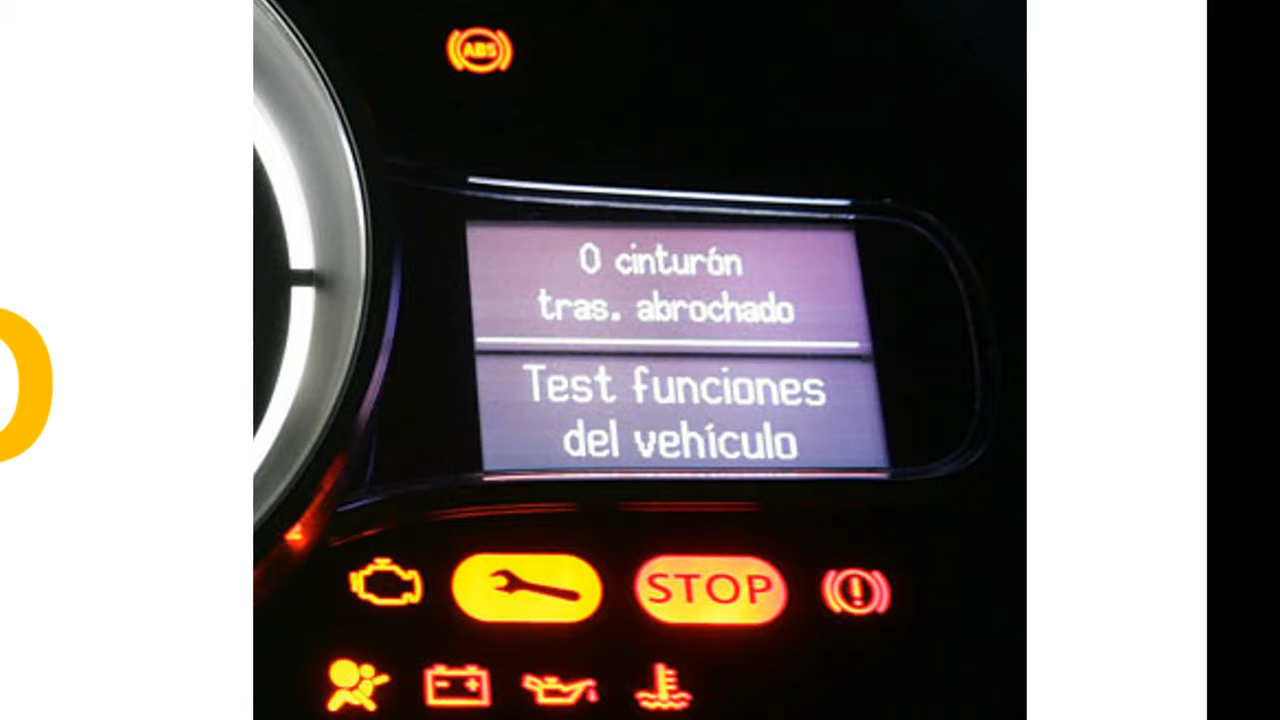 ABS
0 cinturón
tras. abrochado
Test funciones
del vehículo
STOP